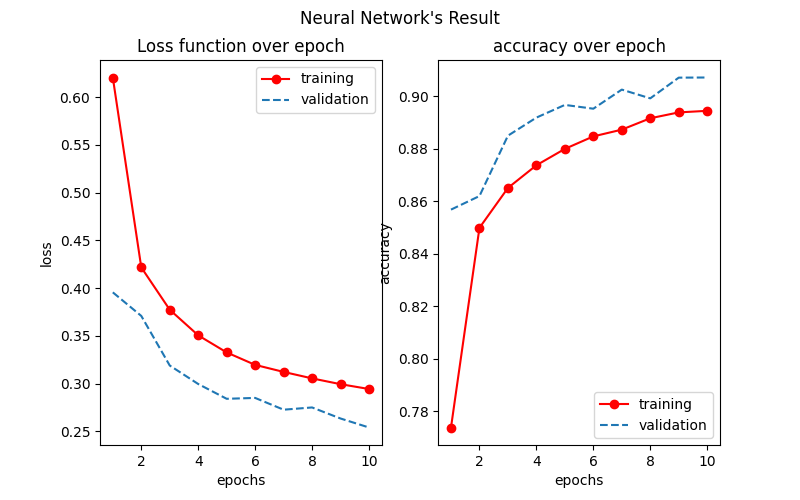 Neural Network's Result
Loss function over epoch
training
validation
0.60
0.55
0.50
0.45
0.40
0.35
0.30
0.25
loss
2 4 6 8 10
epochs
accuracy over epoch
0.90
0.88
0.86
0.84
0.82
0.80
0.78
accuracy
training
validation
2 4 6 8 10
epochs